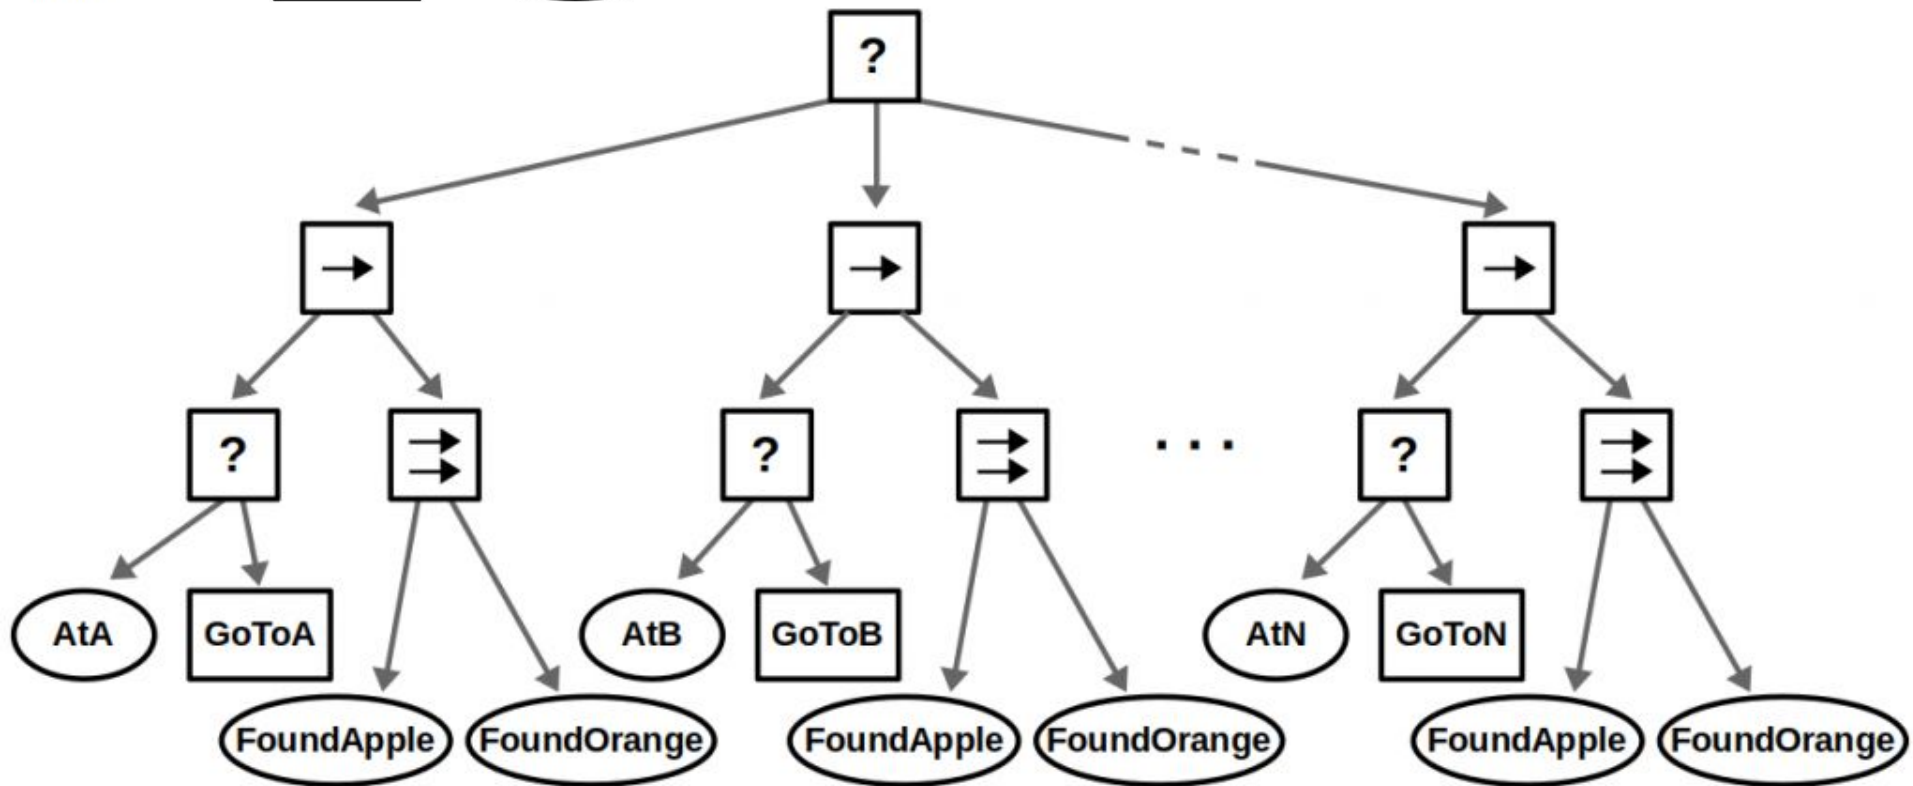 ?
? ? . . . ?
AtA GoToA AtB GoToB AtN GoToN
FoundApple FoundOrange FoundApple FoundOrange FoundApple FoundOrange